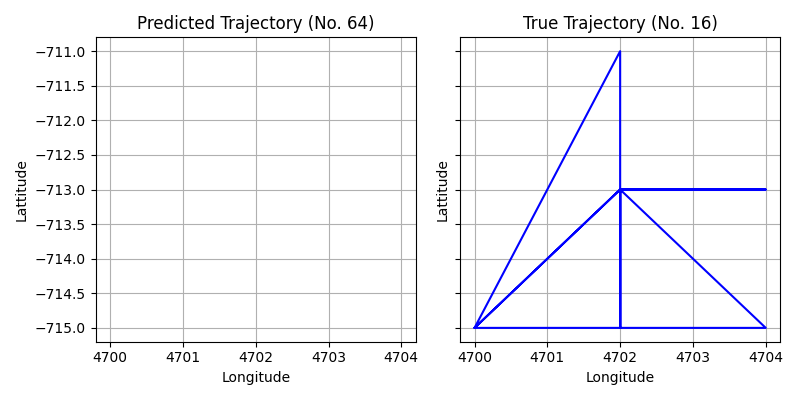 Predicted Trajectory (No. 64)
True Trajectory (No. 16)
−711.0
−711.5
−712.0
−712.5
−713.0
−713.5
−714.0
−714.5
−715.0
Lattitude
Lattitude
4700 4701 4702 4703 4704
4700 4701 4702 4703 4704
Longitude
Longitude